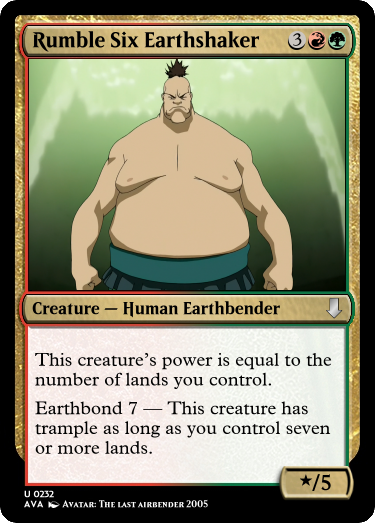 Rumble Six Earthshaker 3
Creature — Human Earthbender
This creature's power is equal to the
number of lands you control.
Earthbond 7 — This creature has
trample as long as you control seven
or more lands.
★/5
U 0232
AVA Avatar: The last airbender 2005